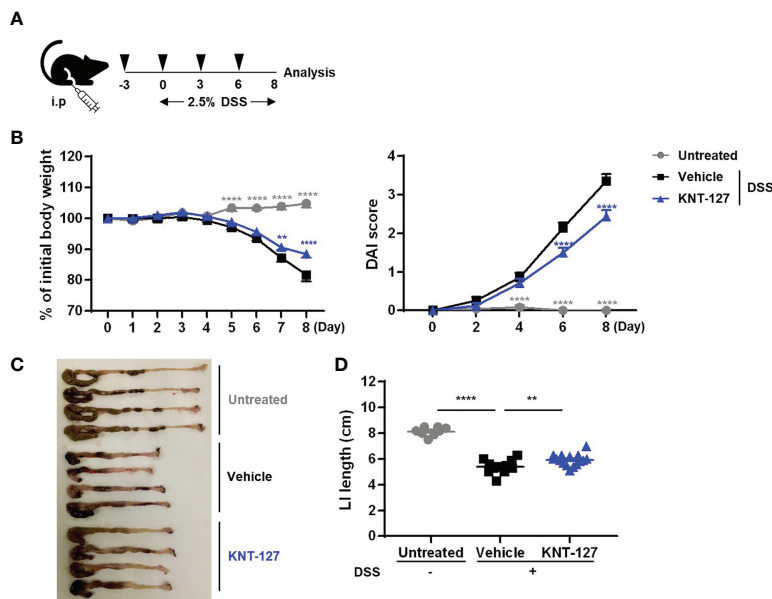 A
-3 0 3 6 8 Analysis
i.p
2.5% DSS
B
% of initial body weight
120
110
100
90
80
70
**** **** **** ****
** ****
0 1 2 3 4 5 6 7 8 (Day)
DAI score
4
3
2
1
0
**** ****
**** **** ****
0 2 4 6 8 (Day)
Untreated
Vehicle
KNT-127
DSS
C
Untreated
Vehicle
KNT-127
D
LI length (cm)
12
10
8
6
4
2
0
**** **
Untreated Vehicle KNT-127
DSS - +